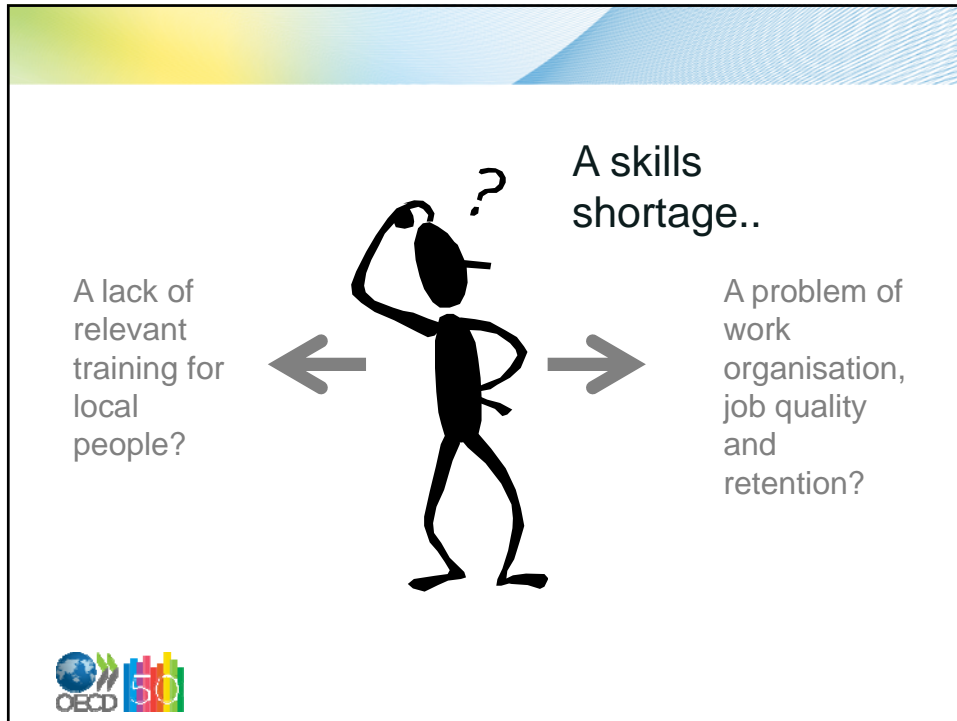 ?
A skills
shortage..
A lack of
relevant
training for
local
people?
A problem of
work
organisation,
job quality
and
retention?
OECD
50